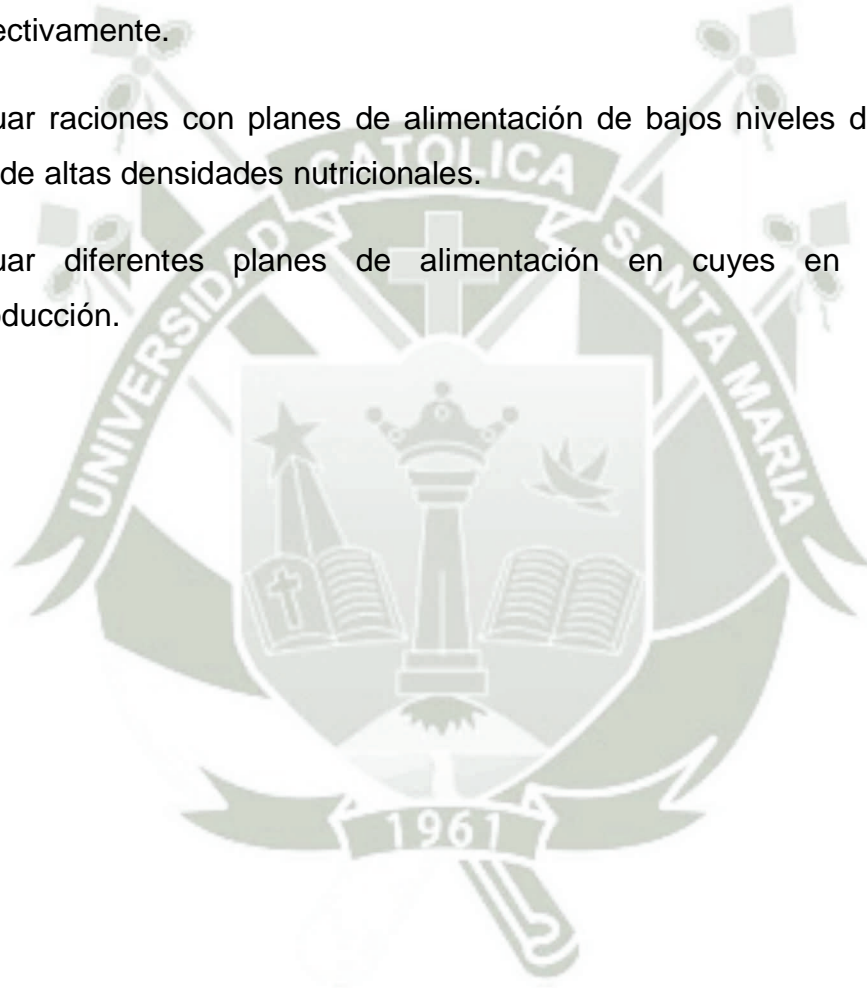 ectivamente.
uar raciones con planes de alimentación de bajos niveles d
de altas densidades nutricionales.
uar diferentes planes de alimentación en cuyes en
oducción.
UNIVERSIDAD CATOLICA SANTA MARIA
1961